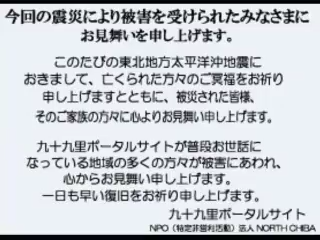 今回の震災により被害を受けられたみなさまに
お見舞いを申し上げます。
このたびの東北地方太平洋沖地震に
おきまして、亡くられた方々のご冥福をお祈り
申し上げますとともに、被災された皆様、
そのご家族の方々に心よりお見舞い申し上げます。
九十九里ポータルサイトが普段お世話に
なっている地域の多くの方々が被害にあわれ、
心からお見舞い申し上げます。
一日も早い復旧をお祈り申し上げます。
九十九里ポータルサイト
NPO（特定非営利活動）法人 NORTH CHIBA